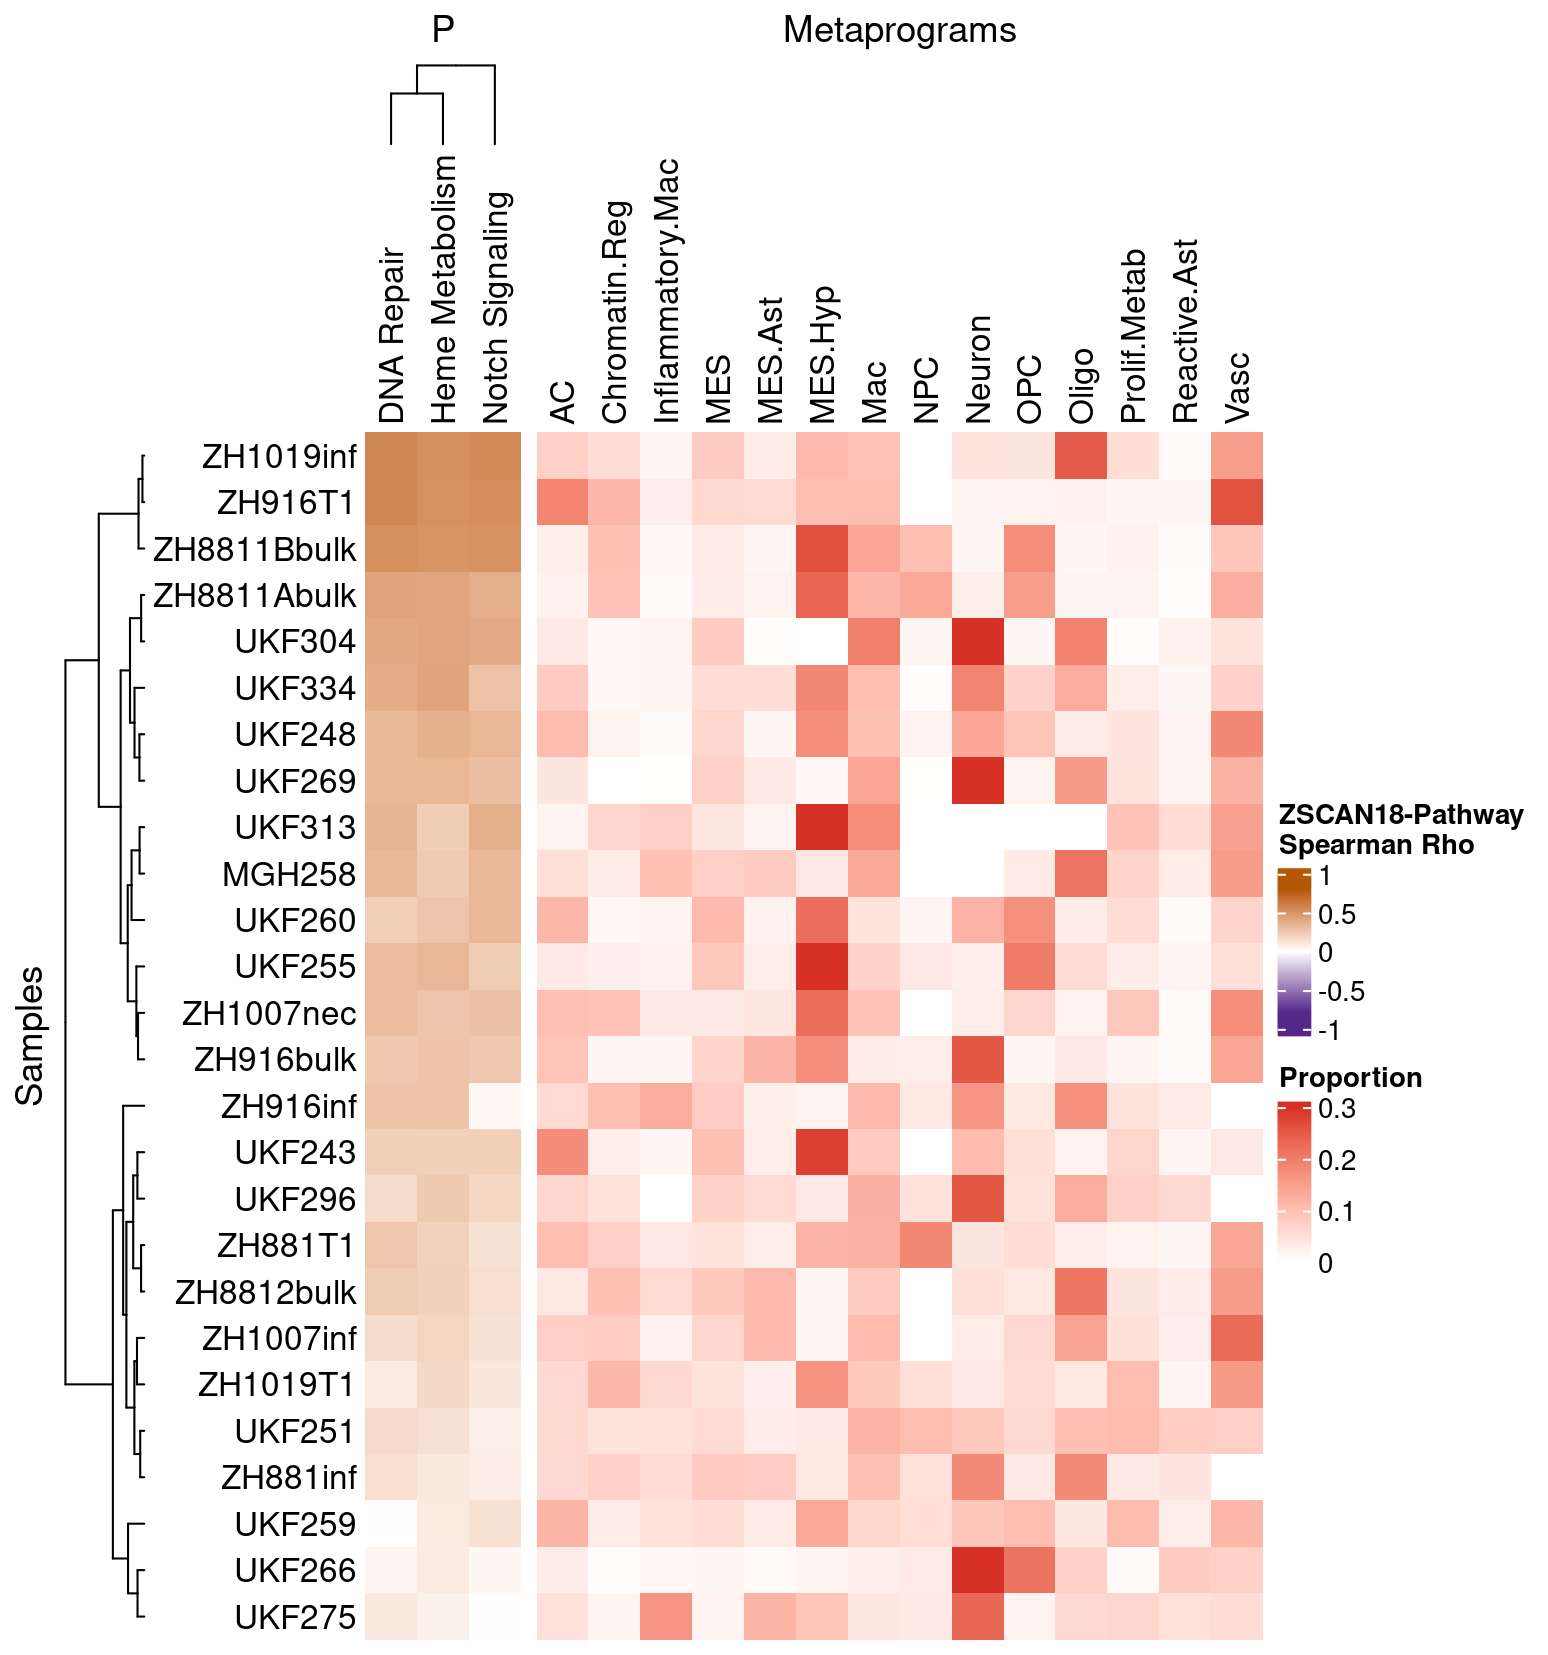 P
Metaprograms
DNA Repair
Heme Metabolism
Notch Signaling
AC
Chromatin.Reg
Inflammatory.Mac
MES
MES.Ast
MES.Hyp
Mac
NPC
Neuron
OPC
Oligo
Prolif.Metab
Reactive.Ast
Vasc
Samples
ZH1019inf
ZH916T1
ZH8811Bbulk
ZH8811Abulk
UKF304
UKF334
UKF248
UKF269
UKF313
MGH258
UKF260
UKF255
ZH1007nec
ZH916bulk
ZH916inf
UKF243
UKF296
ZH881T1
ZH8812bulk
ZH1007inf
ZH1019T1
UKF251
ZH881inf
UKF259
UKF266
UKF275
ZSCAN18-Pathway
Spearman Rho
1
0.5
0
-0.5
-1
Proportion
0.3
0.2
0.1
0